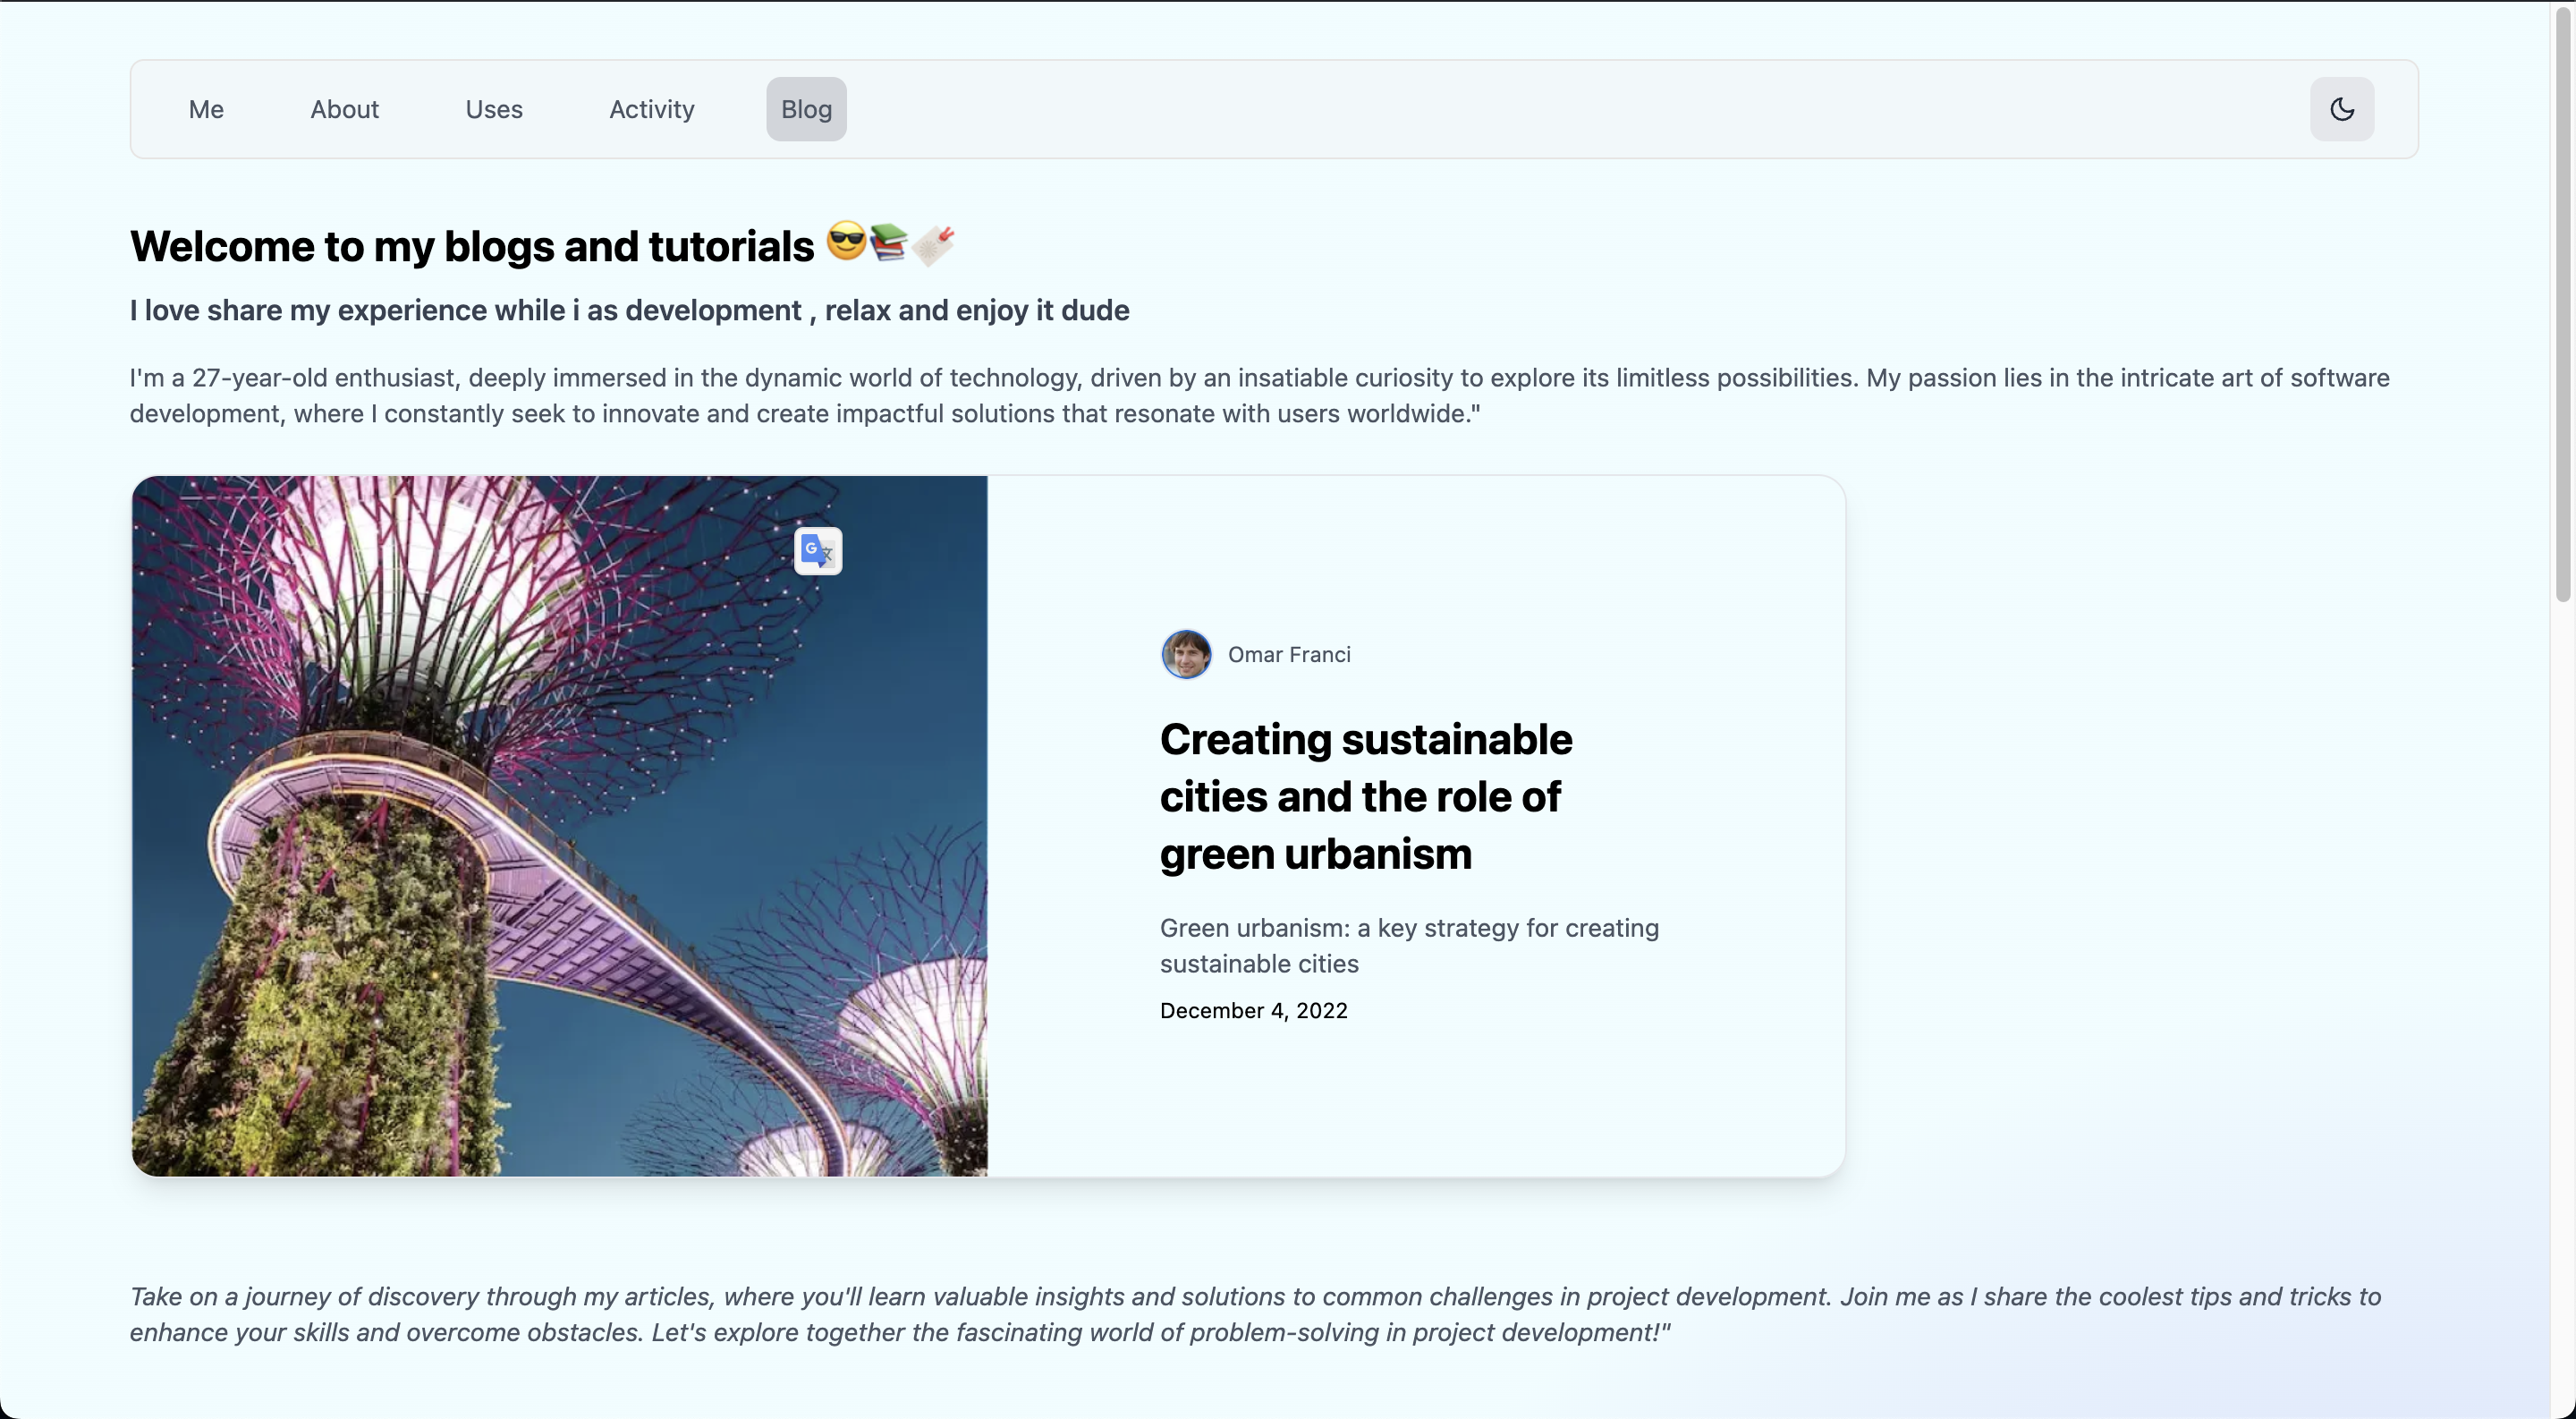 Me
About
Uses
Activity
Blog
Welcome to my blogs and tutorials 😎📚🧨
I love share my experience while i as development , relax and enjoy it dude
I'm a 27-year-old enthusiast, deeply immersed in the dynamic world of technology, driven by an insatiable curiosity to explore its limitless possibilities. My passion lies in the intricate art of software
development, where I constantly seek to innovate and create impactful solutions that resonate with users worldwide."
G文
Omar Franci
Creating sustainable
cities and the role of
green urbanism
Green urbanism: a key strategy for creating
sustainable cities
December 4, 2022
Take on a journey of discovery through my articles, where you'll learn valuable insights and solutions to common challenges in project development. Join me as I share the coolest tips and tricks to
enhance your skills and overcome obstacles. Let's explore together the fascinating world of problem-solving in project development!"